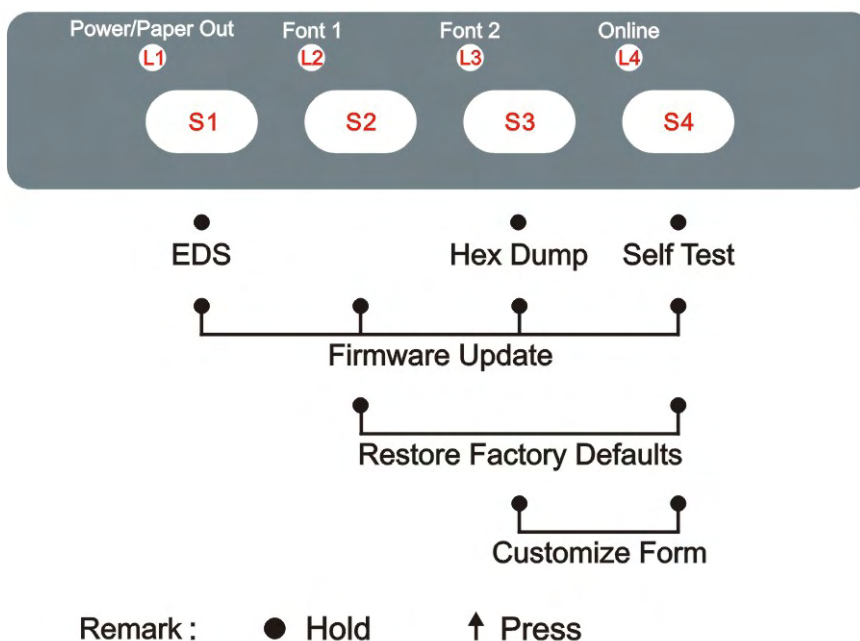 Power/Paper Out Font 1 Font 2 Online
L1 L2 L3 L4
S1 S2 S3 S4
EDS Hex Dump Self Test
Firmware Update
Restore Factory Defaults
Customize Form
Remark : Hold Press